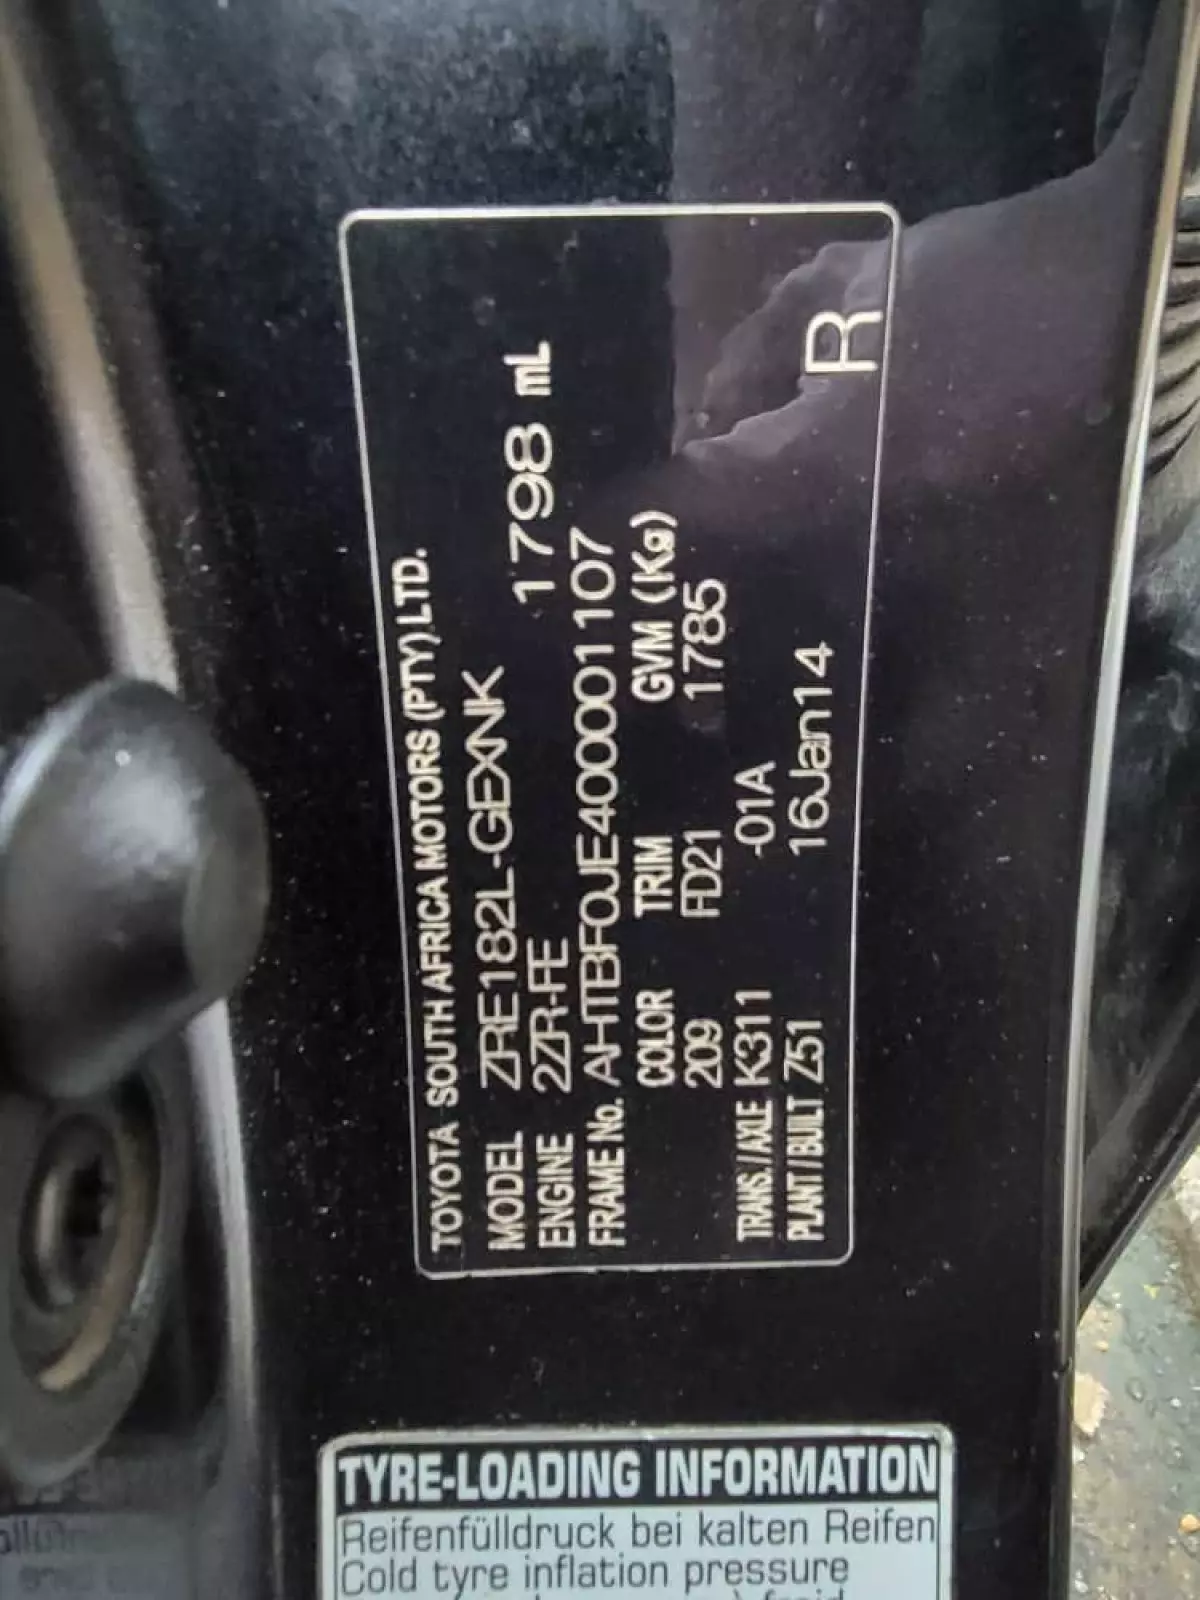 TOYOTA SOUTH AFRICA MOTORS (PTY) LTD.
MODEL ZRE182L-GEXNK
ENGINE 2ZR-FE 1798 mL
FRAME No. AHTBF0JE400001107
COLOR TRIM GVM (Kg)
209 FD21 1785
TRANS./AXLE K311 -01A
PLANT/BUILT Z51 16Jan14
R
TYRE-LOADING INFORMATION
Reifenfülldruck bei kalten Reifen
Cold tyre inflation pressure